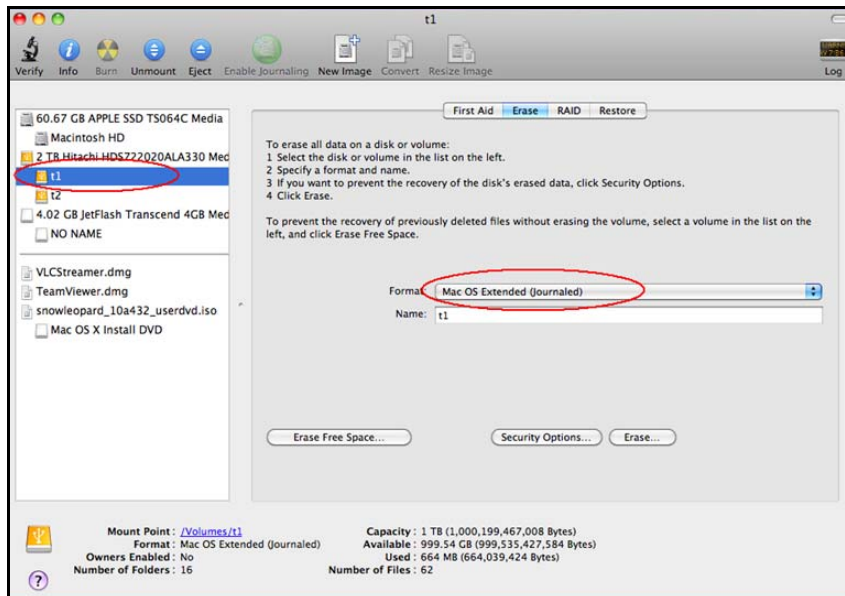 t1
Verify Info Burn Unmount Eject Enable Journaling New Image Convert Resize Image Log
60.67 GB APPLE SSD TS064C Media
Macintosh HD
2 TB Hitachi HDS722020ALA330 Med
t1
t2
4.02 GB JetFlash Transcend 4GB Med
NO NAME
VLCStreamer.dmg
TeamViewer.dmg
snowleopard_10a432_userdvd.iso
Mac OS X Install DVD
First Aid Erase RAID Restore
To erase all data on a disk or volume:
1 Select the disk or volume in the list on the left.
2 Specify a format and name.
3 If you want to prevent the recovery of the disk's erased data, click Security Options.
4 Click Erase.
To prevent the recovery of previously deleted files without erasing the volume, select a volume in the list on the
left, and click Erase Free Space.
Format: Mac OS Extended (Journaled)
Name: t1
Erase Free Space... Security Options... Erase...
Mount Point : /Volumes/t1
Format : Mac OS Extended (Journaled)
Owners Enabled : No
Number of Folders : 16
Capacity : 1 TB (1,000,199,467,008 Bytes)
Available : 999.54 GB (999,535,427,584 Bytes)
Used : 664 MB (664,039,424 Bytes)
Number of Files : 62
?